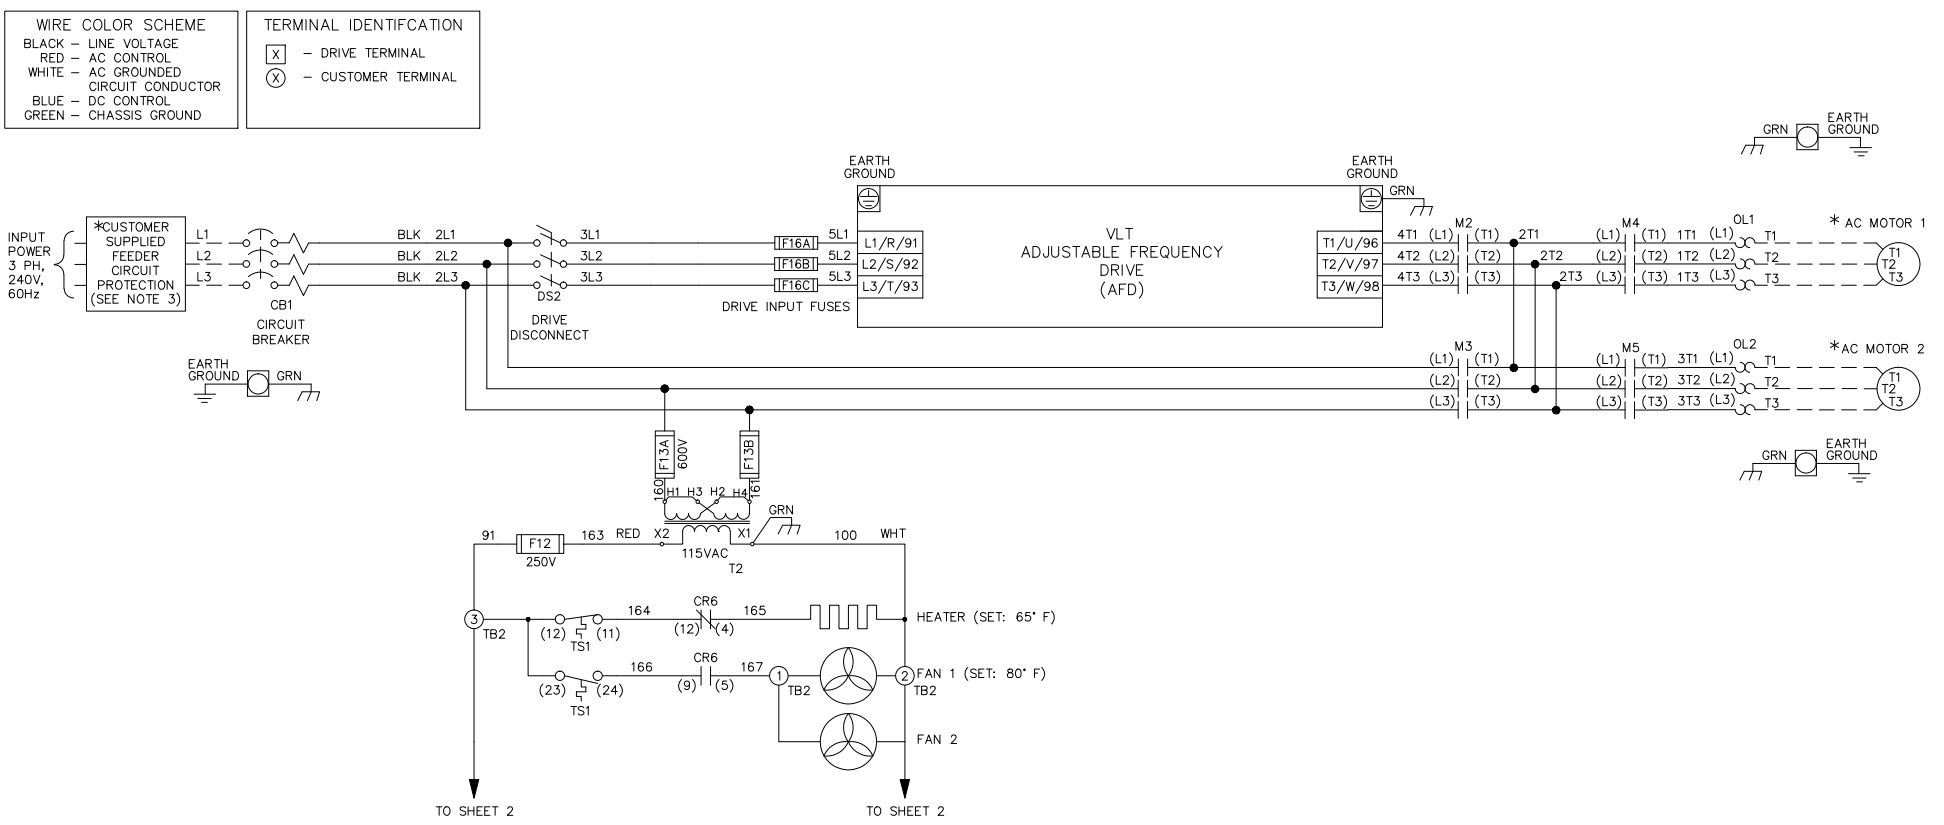 WIRE COLOR SCHEME
BLACK – LINE VOLTAGE
RED – AC CONTROL
WHITE – AC GROUNDED
CIRCUIT CONDUCTOR
BLUE – DC CONTROL
GREEN – CHASSIS GROUND
TERMINAL IDENTIFCATION
X – DRIVE TERMINAL
X – CUSTOMER TERMINAL
INPUT
POWER
3 PH,
240V,
60Hz
*CUSTOMER
SUPPLIED
FEEDER
CIRCUIT
PROTECTION
(SEE NOTE 3)
L1
L2
L3
CB1
CIRCUIT
BREAKER
BLK 2L1
BLK 2L2
BLK 2L3
3L1
3L2
3L3
DS2
DRIVE
DISCONNECT
F16A
F16B
F16C
DRIVE INPUT FUSES
5L1
5L2
5L3
EARTH
GROUND
L1/R/91
L2/S/92
L3/T/93
VLT
ADJUSTABLE FREQUENCY
DRIVE
(AFD)
EARTH
GROUND
GRN
T1/U/96
T2/V/97
T3/W/98
M2
4T1 (L1) (T1)
4T2 (L2) (T2)
4T3 (L3) (T3)
2T1
2T2
2T3
M4
(L1) (T1) 1T1 (L1)
(L2) (T2) 1T2 (L2)
(L3) (T3) 1T3 (L3)
OL1
T1
T2
T3
* AC MOTOR 1
T1
T2
T3
GRN
EARTH
GROUND
M3
(L1) (T1)
(L2) (T2)
(L3) (T3)
M5
(L1) (T1) 3T1 (L1)
(L2) (T2) 3T2 (L2)
(L3) (T3) 3T3 (L3)
OL2
T1
T2
T3
*AC MOTOR 2
T1
T2
T3
GRN
EARTH
GROUND
EARTH
GROUND
GRN
F13A
600V
F13B
160
161
H1 H3 H2 H4
GRN
91
F12
250V
163 RED X2
X1
115VAC
T2
100 WHT
3
TB2
(12) (11)
TS1
164
CR6
(12) (4)
165
HEATER (SET: 65° F)
(23) (24)
TS1
166
CR6
(9) (5)
167
1
TB2
2
TB2
FAN 1 (SET: 80° F)
FAN 2
TO SHEET 2
TO SHEET 2